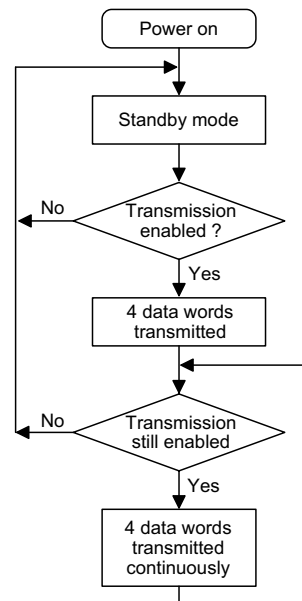 Power on
Standby mode
Transmission
enabled ?
No
Yes
4 data words
transmitted
Transmission
still enabled
No
Yes
4 data words
transmitted
continuously